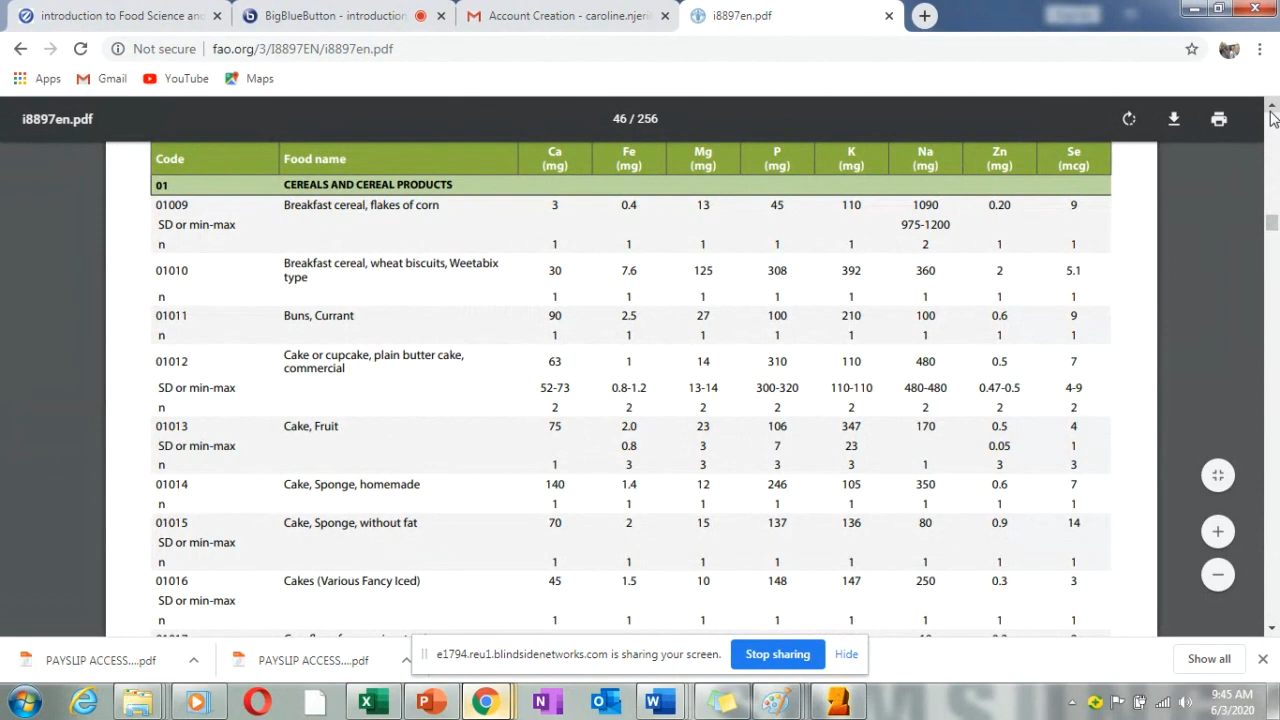 introduction to Food Science an
BigBlueButton - introduction
Account Creation - caroline.njeri
i8897en.pdf
Not secure | fao.org/3/I8897EN/i8897en.pdf
Apps Gmail YouTube Maps
i8897en.pdf 46 / 256
Code Food name Ca (mg) Fe (mg) Mg (mg) P (mg) K (mg) Na (mg) Zn (mg) Se (mcg)
01 CEREALS AND CEREAL PRODUCTS
01009 Breakfast cereal, flakes of corn 3 0.4 13 45 110 1090 0.20 9
SD or min-max 975-1200
n 1 1 1 1 1 2 1 1
01010 Breakfast cereal, wheat biscuits, Weetabix type 30 7.6 125 308 392 360 2 5.1
n 1 1 1 1 1 1 1 1
01011 Buns, Currant 90 2.5 27 100 210 100 0.6 9
n 1 1 1 1 1 1 1 1
01012 Cake or cupcake, plain butter cake, commercial 63 1 14 310 110 480 0.5 7
SD or min-max 52-73 0.8-1.2 13-14 300-320 110-110 480-480 0.47-0.5 4-9
n 2 2 2 2 2 2 2 2
01013 Cake, Fruit 75 2.0 23 106 347 170 0.5 4
SD or min-max 0.8 3 7 23 0.05 1
n 1 3 3 3 3 1 3 3
01014 Cake, Sponge, homemade 140 1.4 12 246 105 350 0.6 7
n 1 1 1 1 1 1 1 1
01015 Cake, Sponge, without fat 70 2 15 137 136 80 0.9 14
SD or min-max
n 1 1 1 1 1 1 1 1
01016 Cakes (Various Fancy Iced) 45 1.5 10 148 147 250 0.3 3
SD or min-max
n 1 1 1 1 1 1 1 1
PAYSLIP ACCESS....pdf
PAYSLIP ACCESS....pdf
e1794.reu1.blindsidenetworks.com is sharing your screen. Stop sharing Hide
Show all
9:45 AM
6/3/2020